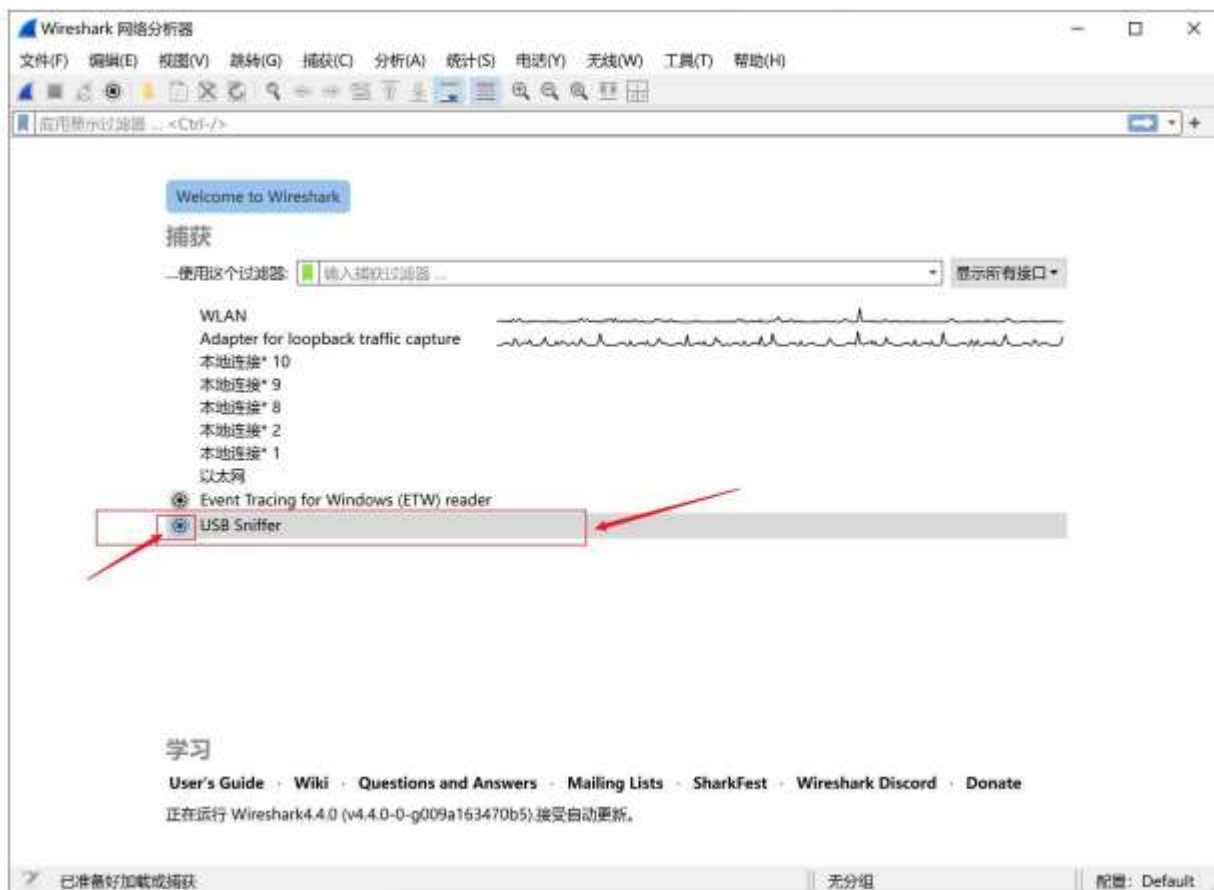 Wireshark 网络分析器
文件(F) 编辑(E) 视图(V) 跳转(G) 捕获(C) 分析(A) 统计(S) 电话(Y) 无线(W) 工具(T) 帮助(H)
应用显示过滤器 … <Ctrl-/>
Welcome to Wireshark
捕获
…使用这个过滤器: 输入捕获过滤器 … 显示所有接口
WLAN
Adapter for loopback traffic capture
本地连接* 10
本地连接* 9
本地连接* 8
本地连接* 2
本地连接* 1
以太网
Event Tracing for Windows (ETW) reader
USB Sniffer
学习
User's Guide · Wiki · Questions and Answers · Mailing Lists · SharkFest · Wireshark Discord · Donate
正在运行 Wireshark4.4.0 (v4.4.0-0-g009a163470b5).接受自动更新。
已准备好加载或捕获 无分组 配置: Default